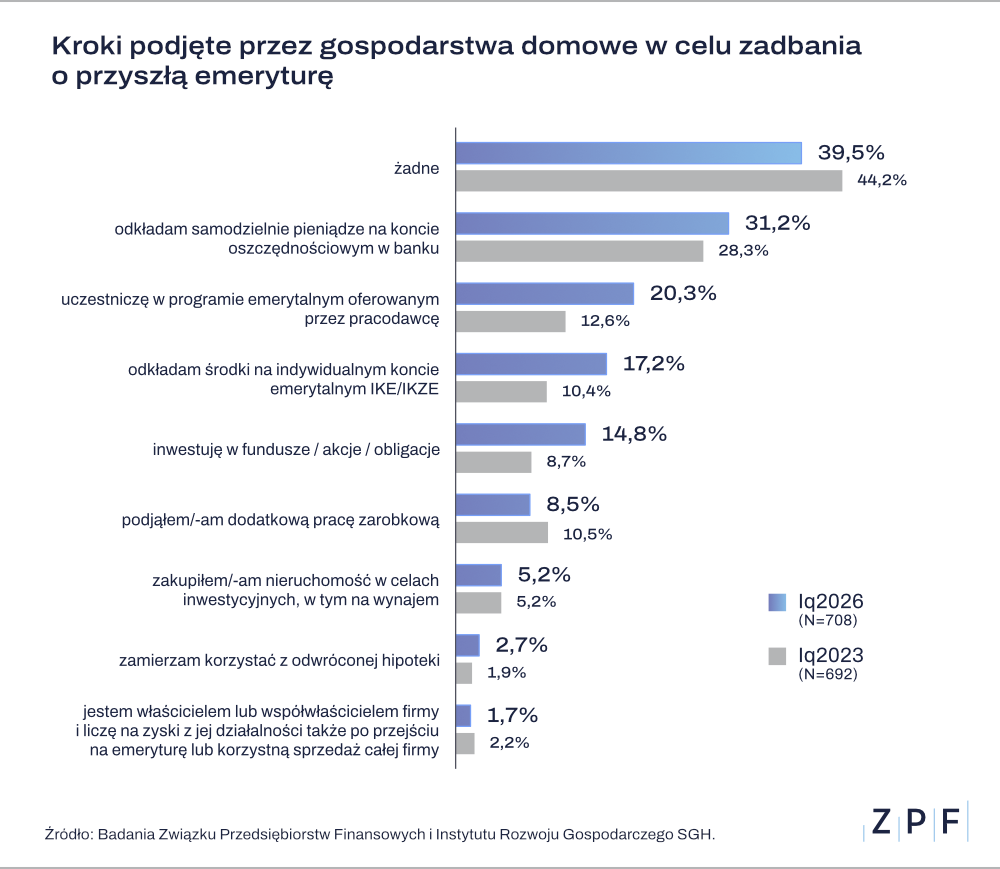 Kroki podjęte przez gospodarstwa domowe w celu zadbania
o przyszłą emeryturę
żadne
39,5%
44,2%
odkładam samodzielnie pieniądze na koncie
oszczędnościowym w banku
31,2%
28,3%
uczestniczę w programie emerytalnym oferowanym
przez pracodawcę
20,3%
12,6%
odkładam środki na indywidualnym koncie
emerytalnym IKE/IKZE
17,2%
10,4%
inwestuję w fundusze / akcje / obligacje
14,8%
8,7%
podjąłem/-am dodatkową pracę zarobkową
8,5%
10,5%
zakupiłem/-am nieruchomość w celach
inwestycyjnych, w tym na wynajem
5,2%
5,2%
zamierzam korzystać z odwróconej hipoteki
2,7%
1,9%
jestem właścicielem lub współwłaścicielem firmy
i liczę na zyski z jej działalności także po przejściu
na emeryturę lub korzystną sprzedaż całej firmy
1,7%
2,2%
Iq2026
(N=708)
Iq2023
(N=692)
Źródło: Badania Związku Przedsiębiorstw Finansowych i Instytutu Rozwoju Gospodarczego SGH.
ZPF